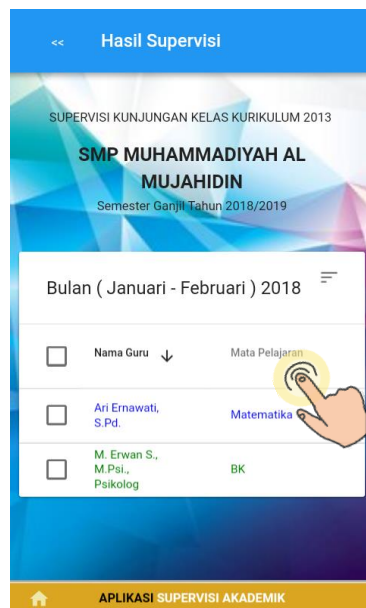 << Hasil Supervisi
SUPERVISI KUNJUNGAN KELAS KURIKULUM 2013
SMP MUHAMMADIYAH AL
MUJAHIDIN
Semester Ganjil Tahun 2018/2019
Bulan ( Januari - Februari ) 2018
Nama Guru ↓ Mata Pelajaran
Ari Ernawati,
S.Pd.
Matematika
M. Erwan S.,
M.Psi.,
Psikolog
BK
APLIKASI SUPERVISI AKADEMIK